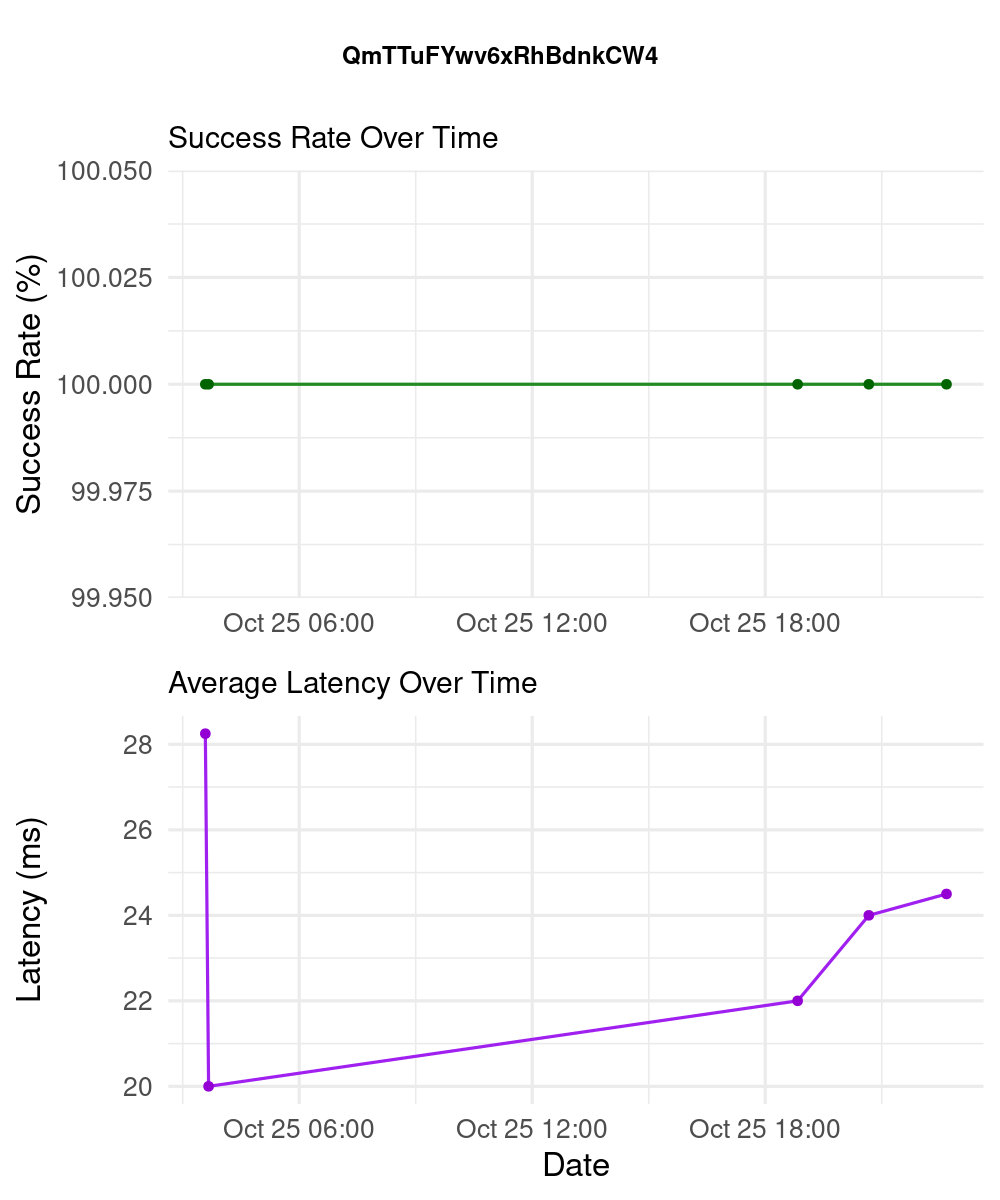 QmTTuFYwv6xRhBdnkCW4
Success Rate Over Time
100.050
100.025
100.000
99.975
99.950
Success Rate (%)
Oct 25 06:00 Oct 25 12:00 Oct 25 18:00
Average Latency Over Time
28
26
24
22
20
Latency (ms)
Oct 25 06:00 Oct 25 12:00 Oct 25 18:00
Date